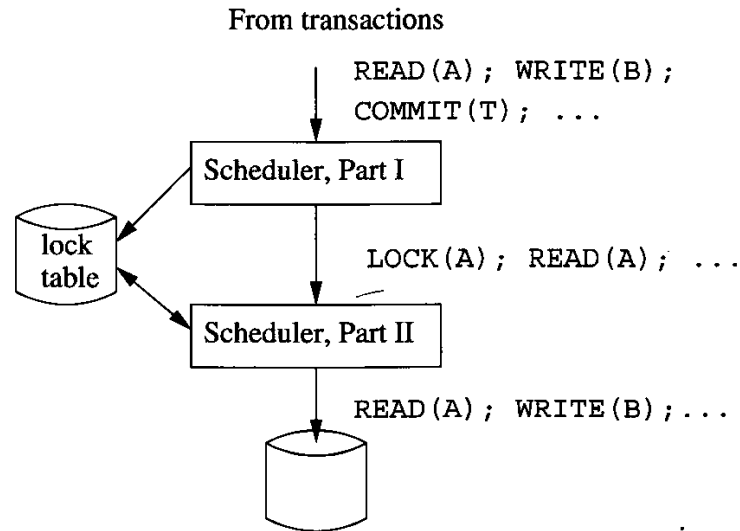 From transactions
READ(A); WRITE(B);
COMMIT(T); ...
Scheduler, Part I
lock
table
LOCK(A); READ(A); ...
Scheduler, Part II
READ(A); WRITE(B);...